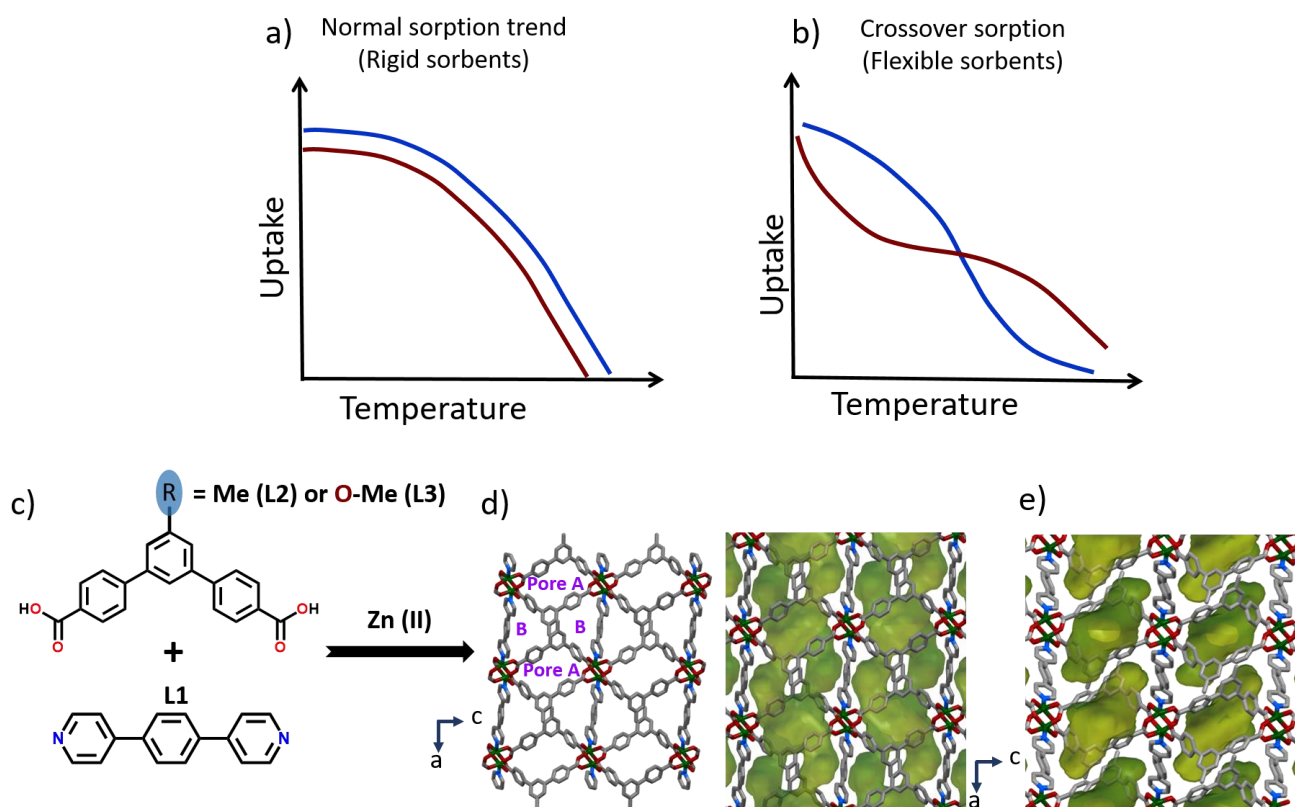 a)
Normal sorption trend
(Rigid sorbents)
Uptake
Temperature
b)
Crossover sorption
(Flexible sorbents)
Uptake
Temperature
c)
R = Me (L2) or O-Me (L3)
HO
O
OH
O
+
L1
N
N
Zn (II)
d)
Pore A
B
B
Pore A
c
a
e)
c
a